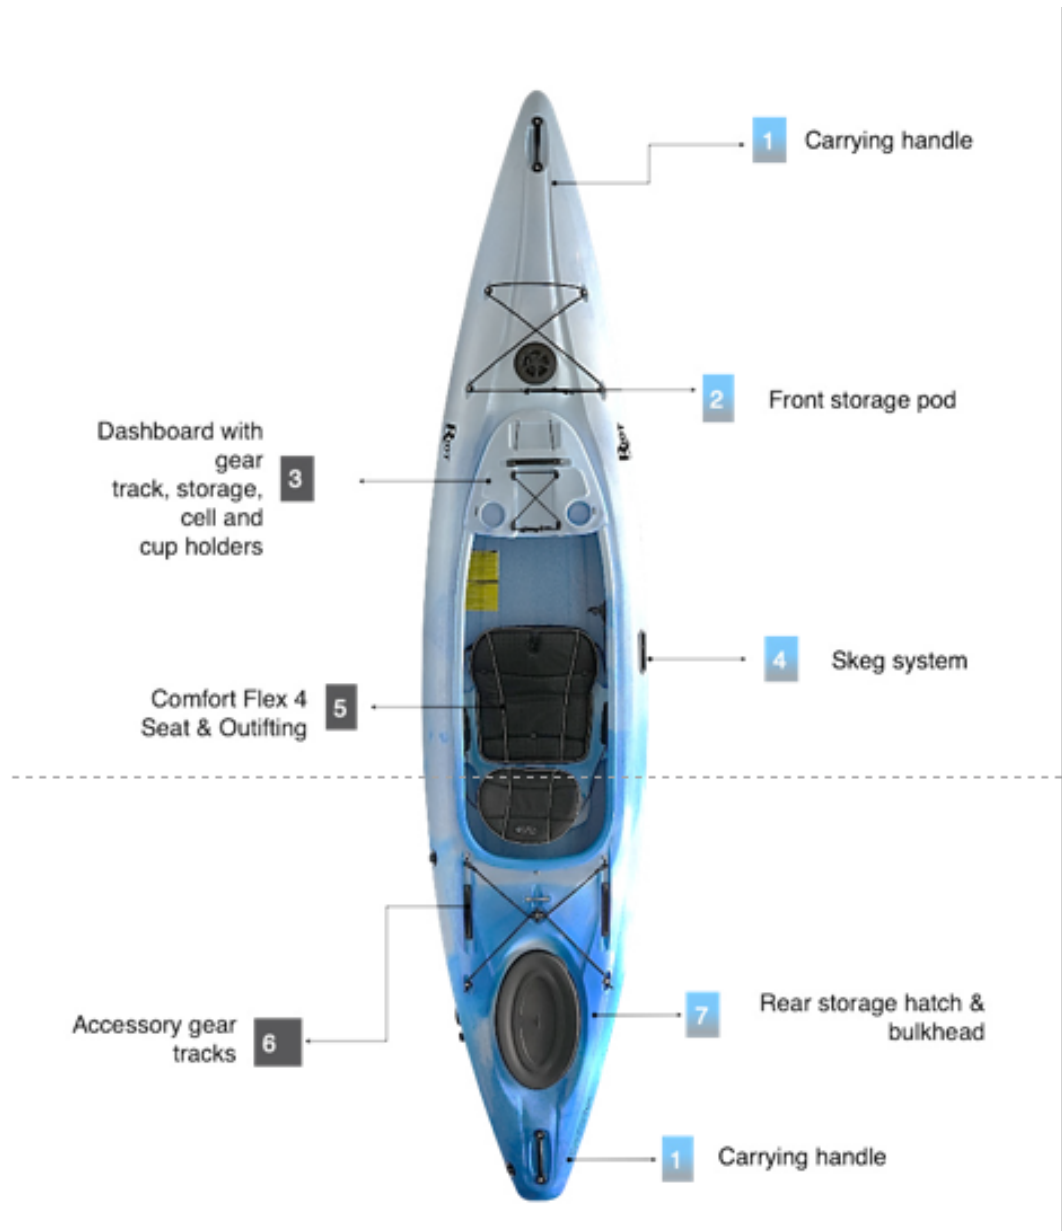 1 Carrying handle
2 Front storage pod
Dashboard with
gear
track, storage,
cell and
cup holders
3
RIOT
RIOT
4 Skeg system
Comfort Flex 4
Seat & Outifting
5
Accessory gear
tracks
6
7
Rear storage hatch &
bulkhead
1 Carrying handle